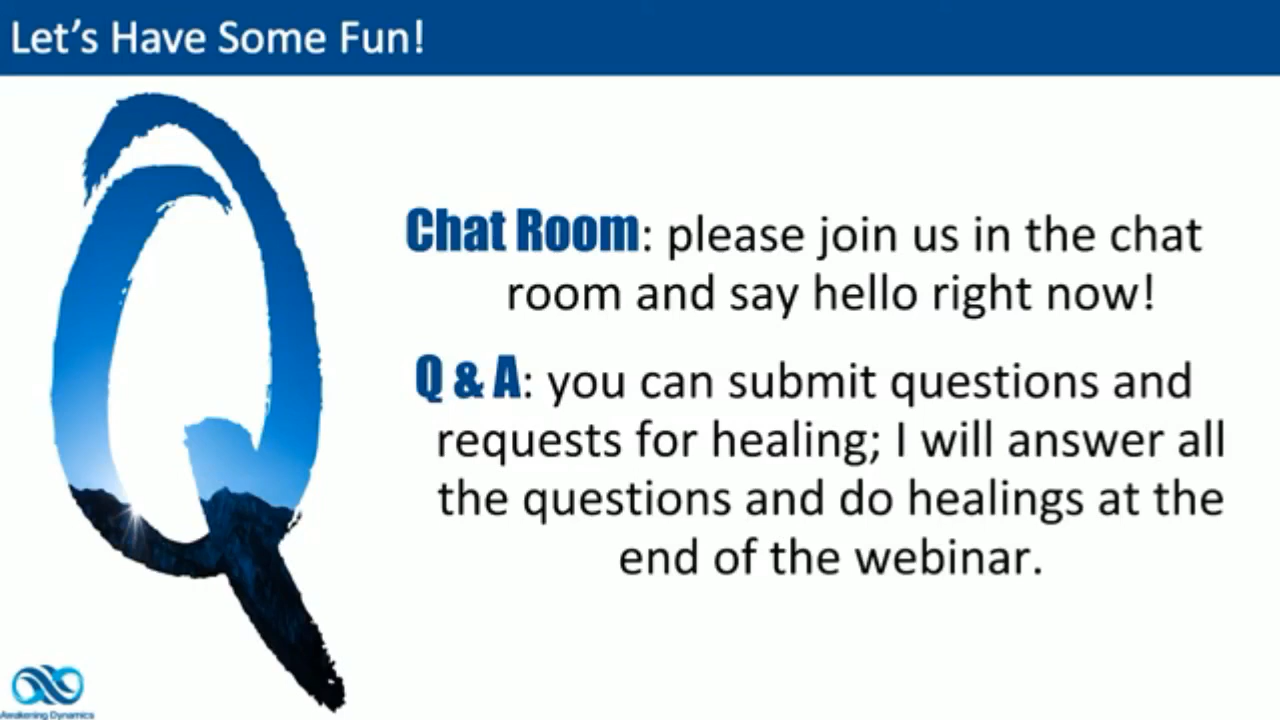 Let's Have Some Fun!
Chat Room: please join us in the chat
room and say hello right now!
Q & A: you can submit questions and
requests for healing; I will answer all
the questions and do healings at the
end of the webinar.
Q
Awakening Dynamics